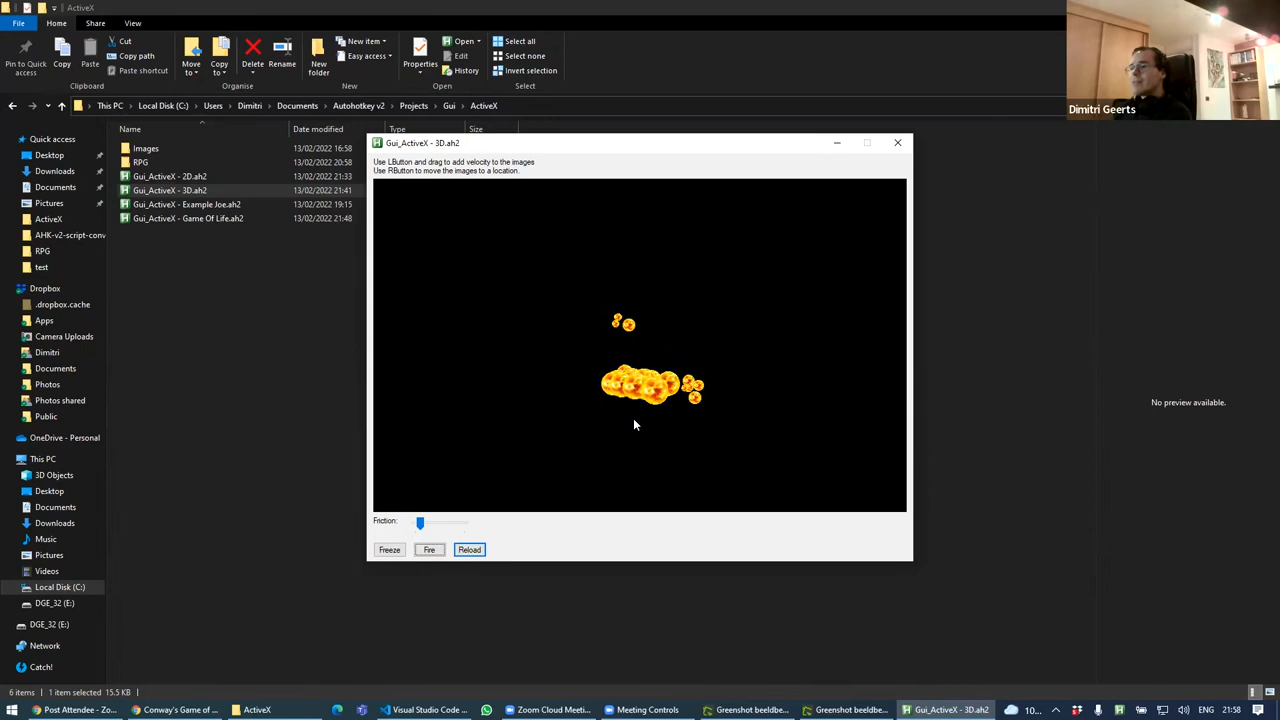 ActiveX
File
Home
Share
View
Pin to Quick access
Copy
Paste
Cut
Copy path
Paste shortcut
Clipboard
Move to
Copy to
Delete
Rename
Organise
New folder
New item
Easy access
New
Properties
Open
Edit
History
Open
Select all
Select none
Invert selection
Select
Dimitri Geerts
This PC
Local Disk (C:)
Users
Dimitri
Documents
Autohotkey v2
Projects
Gui
ActiveX
Name
Date modified
Type
Size
Images 13/02/2022 16:58
RPG 13/02/2022 20:58
Gui_ActiveX - 2D.ah2 13/02/2022 21:33
Gui_ActiveX - 3D.ah2 13/02/2022 21:41
Gui_ActiveX - Example Joe.ah2 13/02/2022 19:15
Gui_ActiveX - Game Of Life.ah2 13/02/2022 21:48
Quick access
Desktop
Downloads
Documents
Pictures
ActiveX
AHK-v2-script-conv
RPG
test
Dropbox
.dropbox.cache
Apps
Camera Uploads
Dimitri
Documents
Photos
Photos shared
Public
OneDrive - Personal
This PC
3D Objects
Desktop
Documents
Downloads
Music
Pictures
Videos
Local Disk (C:)
DGE_32 (E:)
DGE_32 (E:)
Network
Catch!
Gui_ActiveX - 3D.ah2
Use LButton and drag to add velocity to the images
Use RButton to move the images to a location.
Friction:
Freeze
Fire
Reload
No preview available.
6 items
1 item selected 15.5 KB
Post Attendee - Zo...
Conway's Game of ...
ActiveX
Visual Studio Code ...
Zoom Cloud Meeti...
Meeting Controls
Greenshot beeldbe...
Greenshot beeldbe...
Gui_ActiveX - 3D.ah2
10...
ENG
21:58